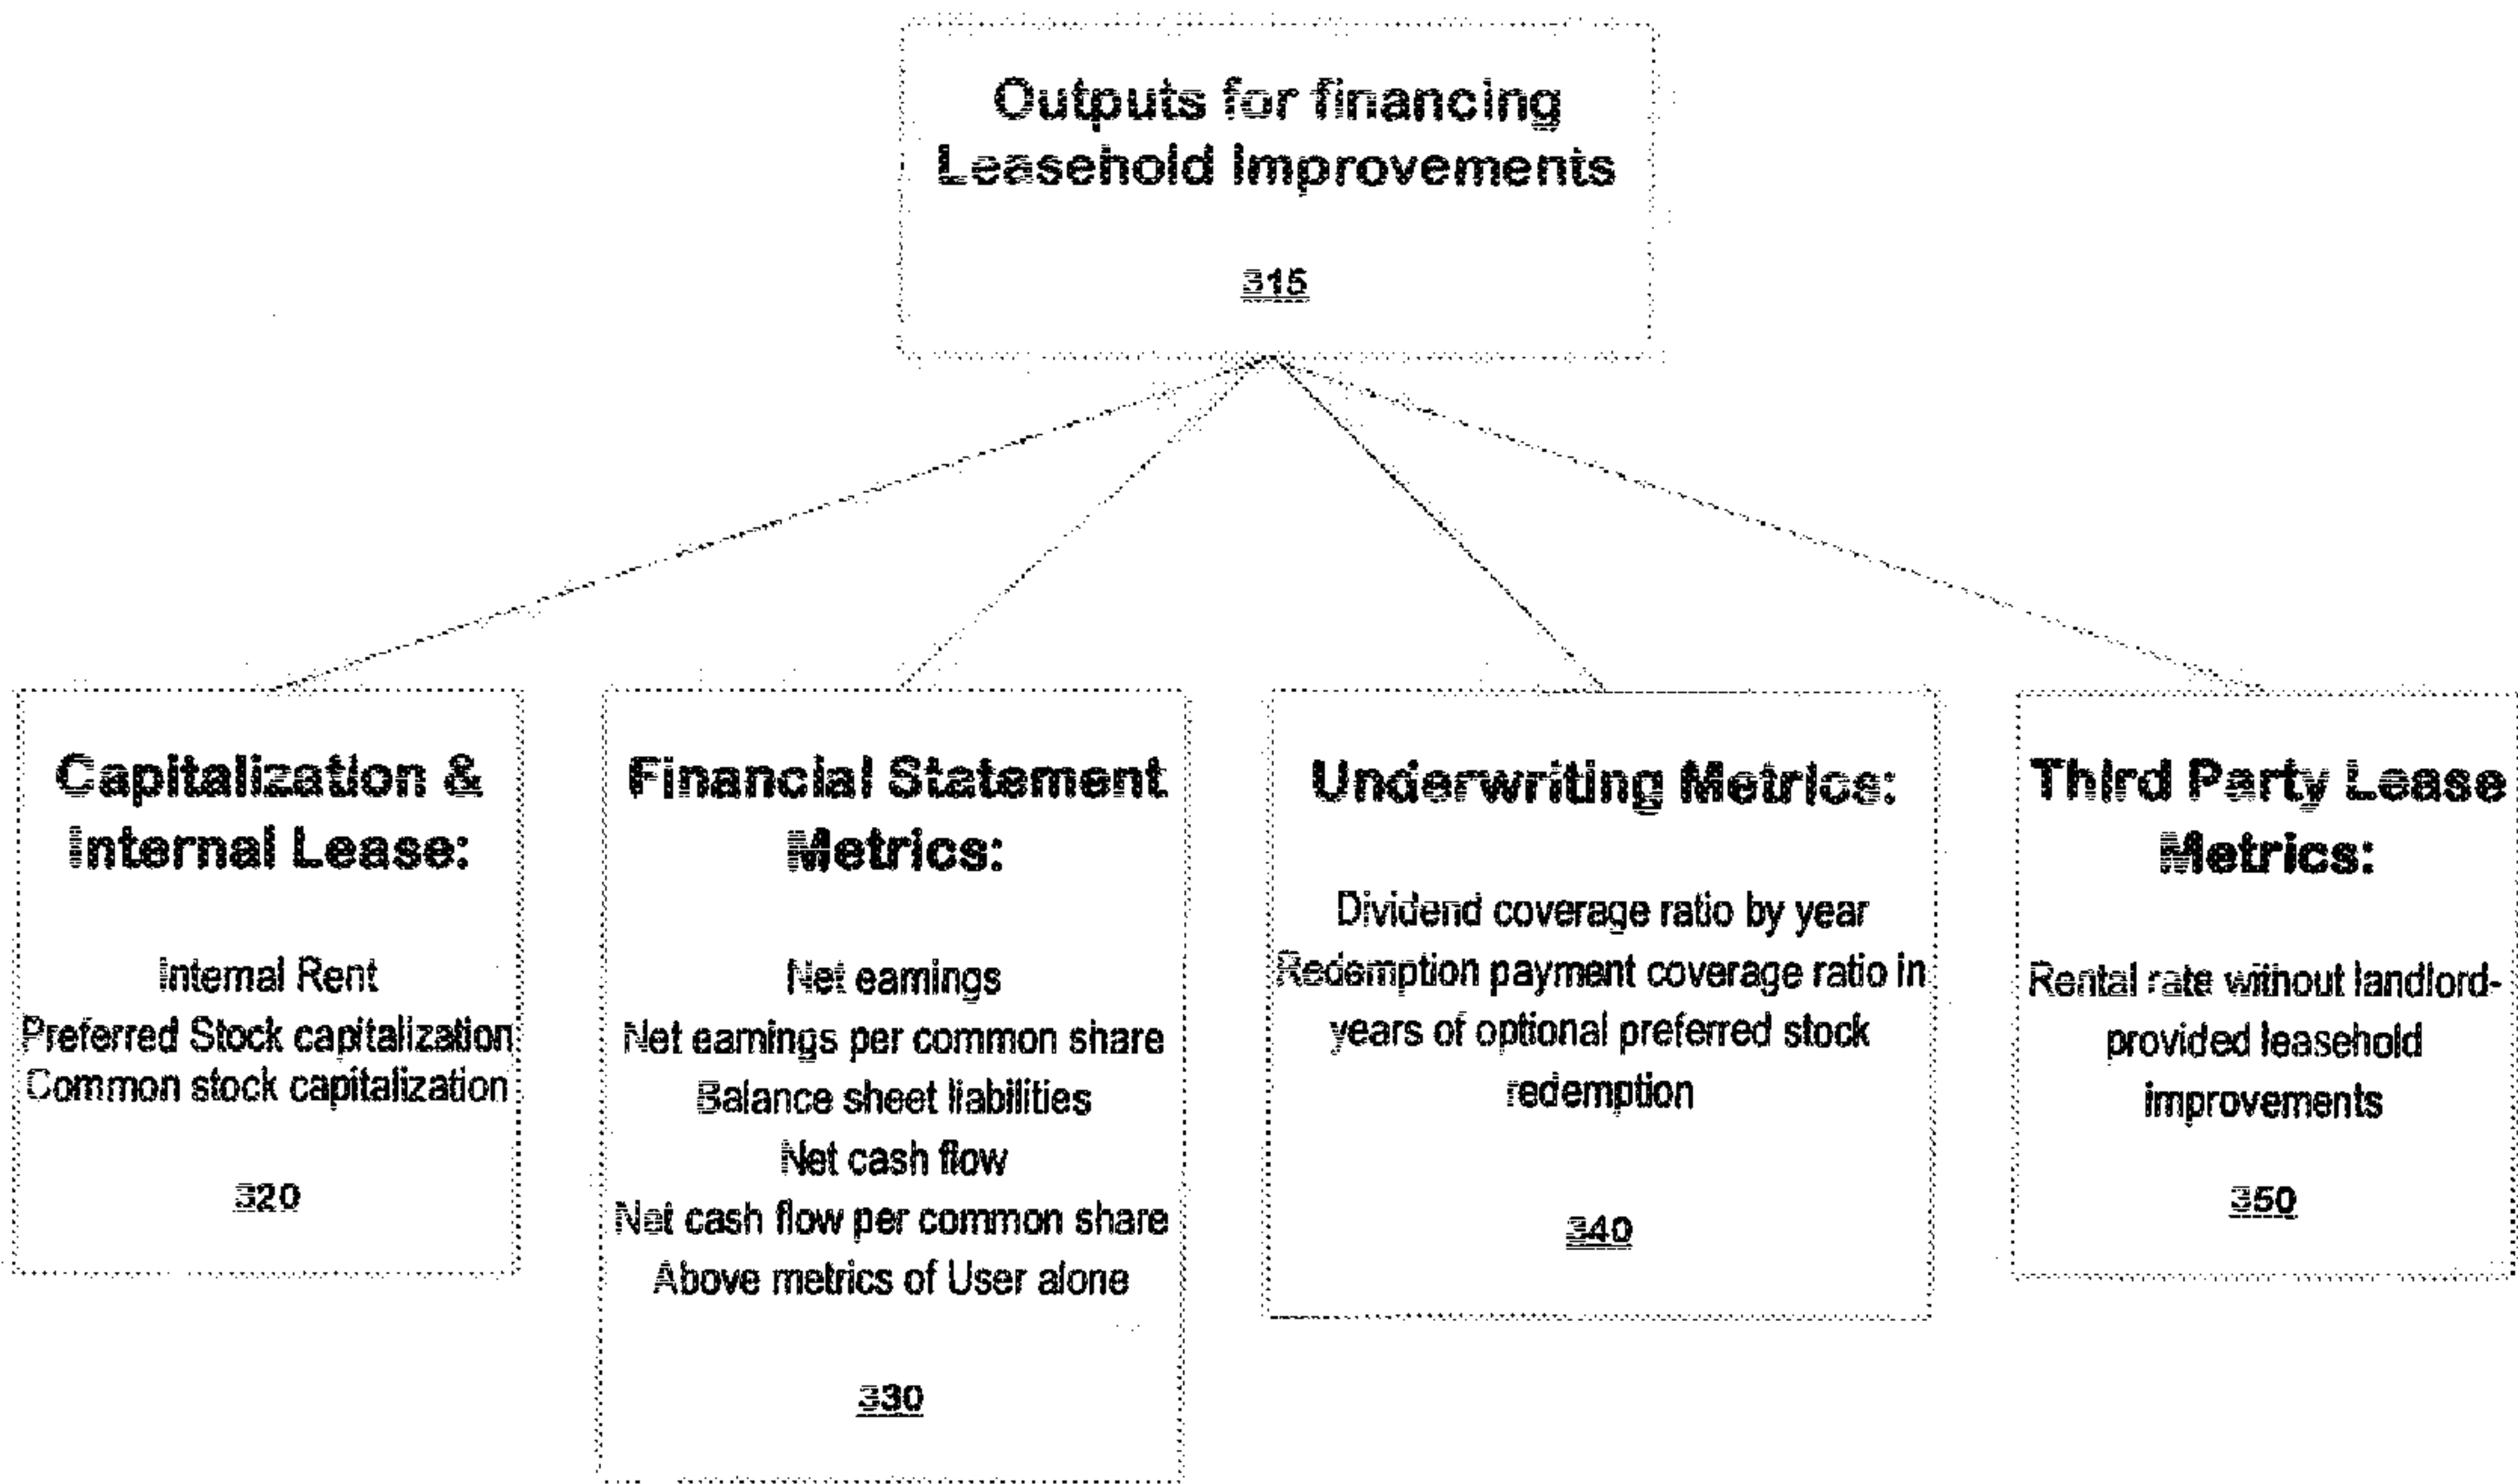 Outputs for financing
Leasehold Improvements
315
Capitalization &
Internal Lease:
Internal Rent
Preferred Stock capitalization
Common stock capitalization
320
Financial Statement
Metrics:
Net earnings
Net earnings per common share
Balance sheet liabilities
Net cash flow
Net cash flow per common share
Above metrics of User alone
330
Underwriting Metrics:
Dividend coverage ratio by year
Redemption payment coverage ratio in
years of optional preferred stock
redemption
340
Third Party Lease
Metrics:
Rental rate without landlord-
provided leasehold
improvements
350